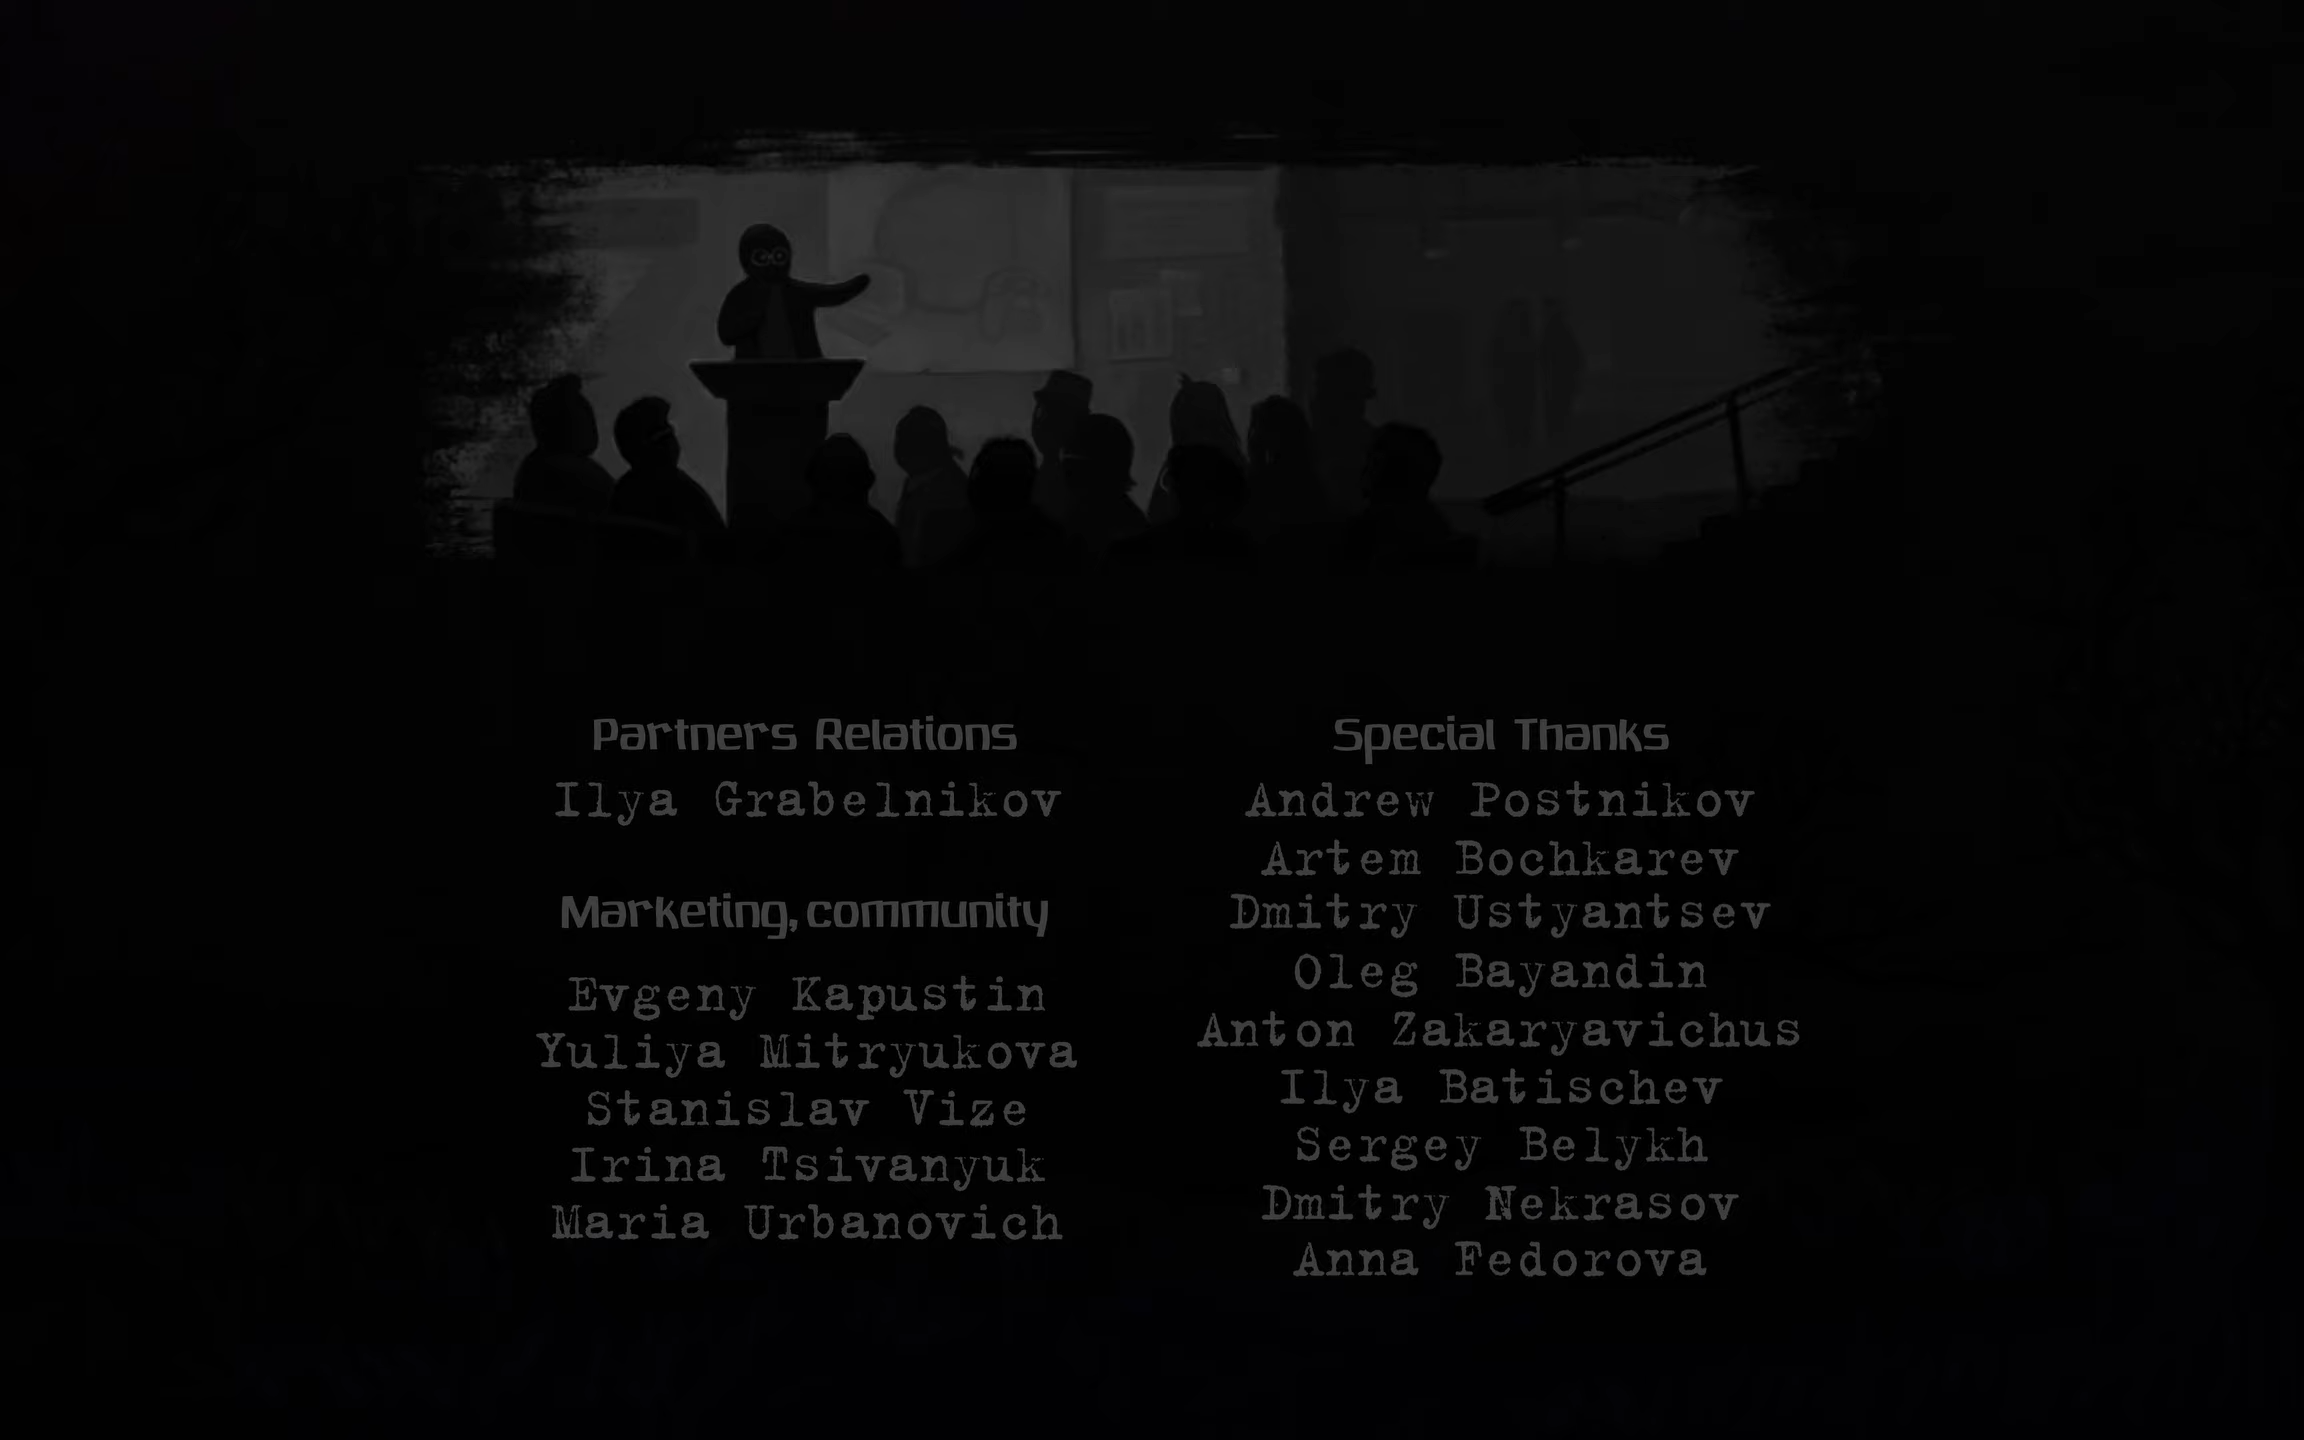 Partners Relations
Ilya Grabelnikov
Marketing, community
Evgeny Kapustin
Yuliya Mitryukova
Stanislav Vize
Irina Tsivanyuk
Maria Urbanovich
Special Thanks
Andrew Postnikov
Artem Bochkarev
Dmitry Ustyantsev
Oleg Bayandin
Anton Zakaryavichus
Ilya Batischev
Sergey Belykh
Dmitry Nekrasov
Anna Fedorova